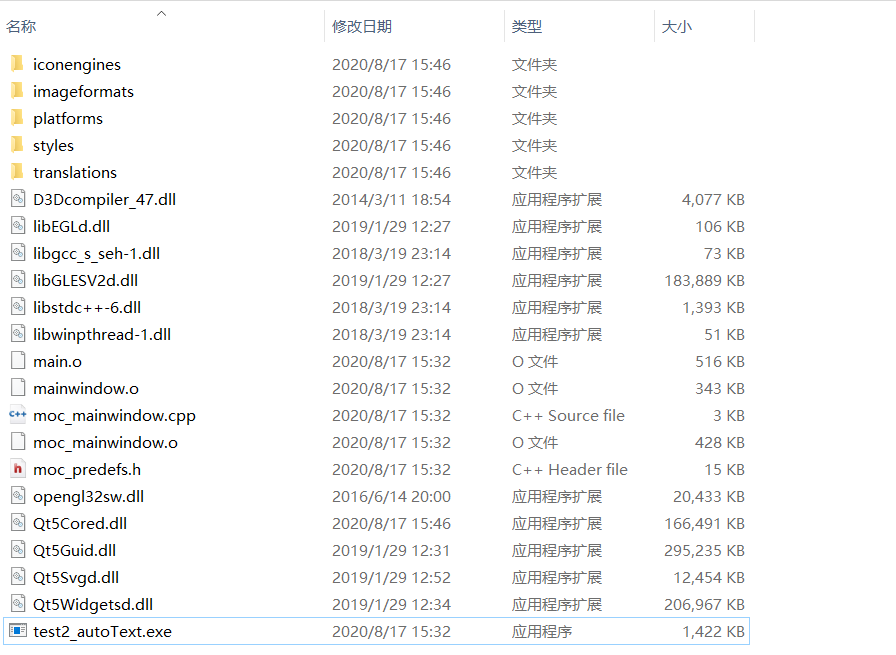 名称 修改日期 类型 大小
iconengines 2020/8/17 15:46 文件夹
imageformats 2020/8/17 15:46 文件夹
platforms 2020/8/17 15:46 文件夹
styles 2020/8/17 15:46 文件夹
translations 2020/8/17 15:46 文件夹
D3Dcompiler_47.dll 2014/3/11 18:54 应用程序扩展 4,077 KB
libEGLd.dll 2019/1/29 12:27 应用程序扩展 106 KB
libgcc_s_seh-1.dll 2018/3/19 23:14 应用程序扩展 73 KB
libGLESV2d.dll 2019/1/29 12:27 应用程序扩展 183,889 KB
libstdc++-6.dll 2018/3/19 23:14 应用程序扩展 1,393 KB
libwinpthread-1.dll 2018/3/19 23:14 应用程序扩展 51 KB
main.o 2020/8/17 15:32 O 文件 516 KB
mainwindow.o 2020/8/17 15:32 O 文件 343 KB
moc_mainwindow.cpp 2020/8/17 15:32 C++ Source file 3 KB
moc_mainwindow.o 2020/8/17 15:32 O 文件 428 KB
moc_predefs.h 2020/8/17 15:32 C++ Header file 15 KB
opengl32sw.dll 2016/6/14 20:00 应用程序扩展 20,433 KB
Qt5Cored.dll 2020/8/17 15:46 应用程序扩展 166,491 KB
Qt5Guid.dll 2019/1/29 12:31 应用程序扩展 295,235 KB
Qt5Svgd.dll 2019/1/29 12:52 应用程序扩展 12,454 KB
Qt5Widgetsd.dll 2019/1/29 12:34 应用程序扩展 206,967 KB
test2_autoText.exe 2020/8/17 15:32 应用程序 1,422 KB